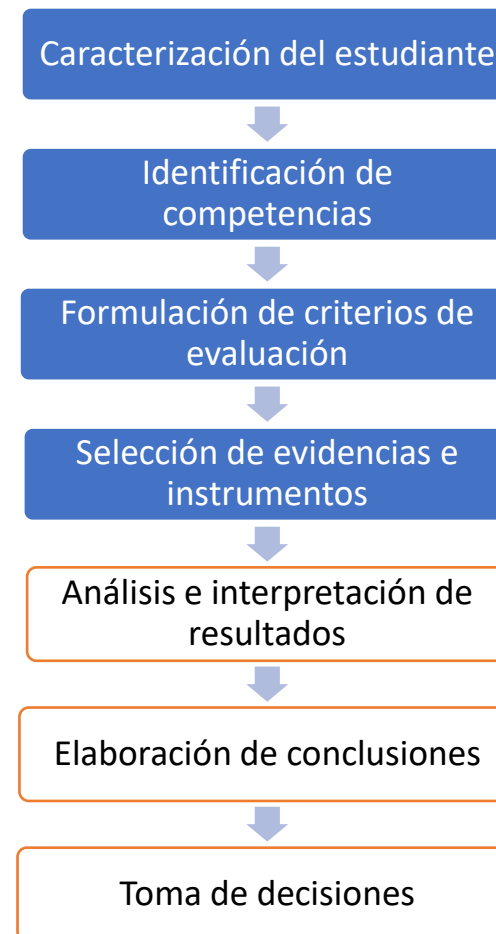 Caracterización del estudiante
Identificación de
competencias
Formulación de criterios de
evaluación
Selección de evidencias e
instrumentos
Análisis e interpretación de
resultados
Elaboración de conclusiones
Toma de decisiones